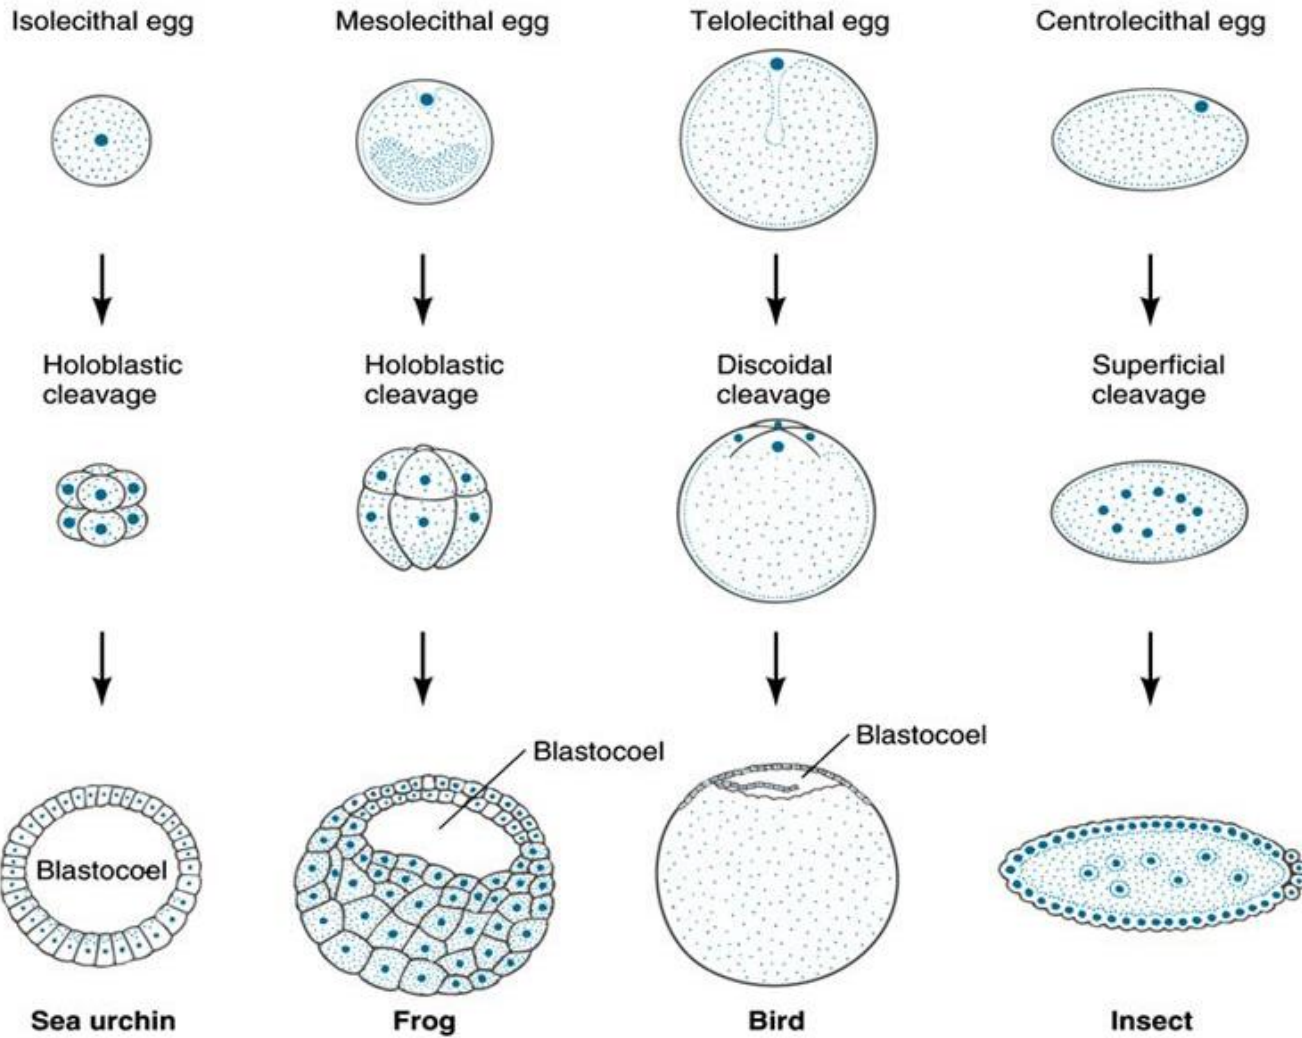 Isolecithal egg
Mesolecithal egg
Telolecithal egg
Centrolecithal egg
Holoblastic
cleavage
Holoblastic
cleavage
Discoidal
cleavage
Superficial
cleavage
Blastocoel
Blastocoel
Blastocoel
Sea urchin
Frog
Bird
Insect